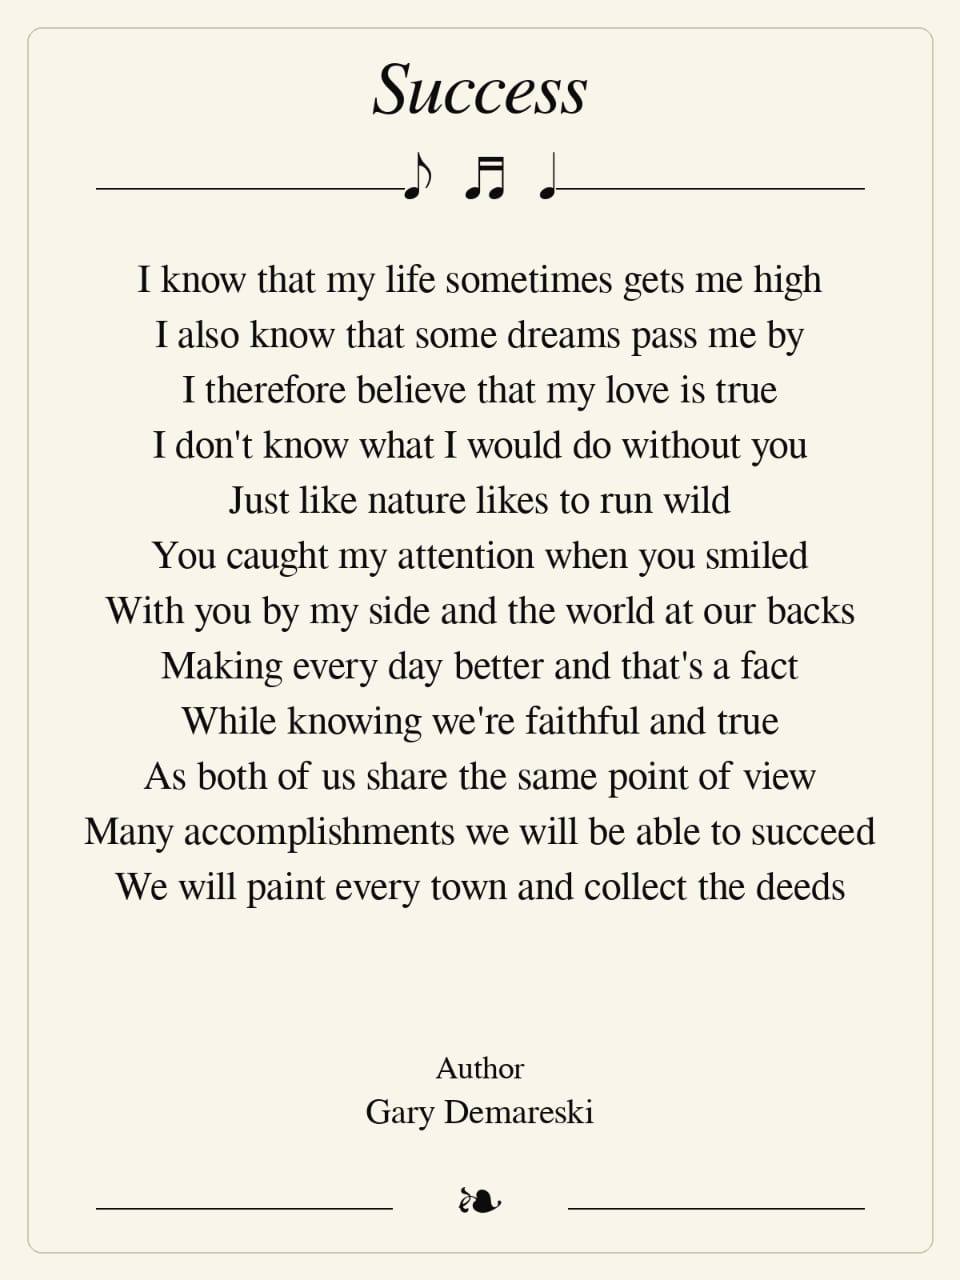 Success
I know that my life sometimes gets me high
I also know that some dreams pass me by
I therefore believe that my love is true
I don't know what I would do without you
Just like nature likes to run wild
You caught my attention when you smiled
With you by my side and the world at our backs
Making every day better and that's a fact
While knowing we're faithful and true
As both of us share the same point of view
Many accomplishments we will be able to succeed
We will paint every town and collect the deeds
Author
Gary Demareski